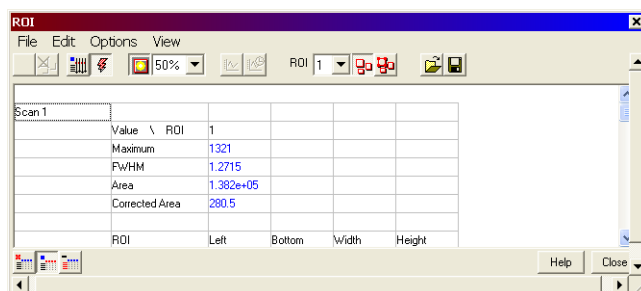 ROI
File Edit Options View
50% ROI 1
Scan 1
Value \ ROI 1
Maximum 1321
FWHM 1.2715
Area 1.382e+05
Corrected Area 280.5
ROI Left Bottom Width Height
Help Close